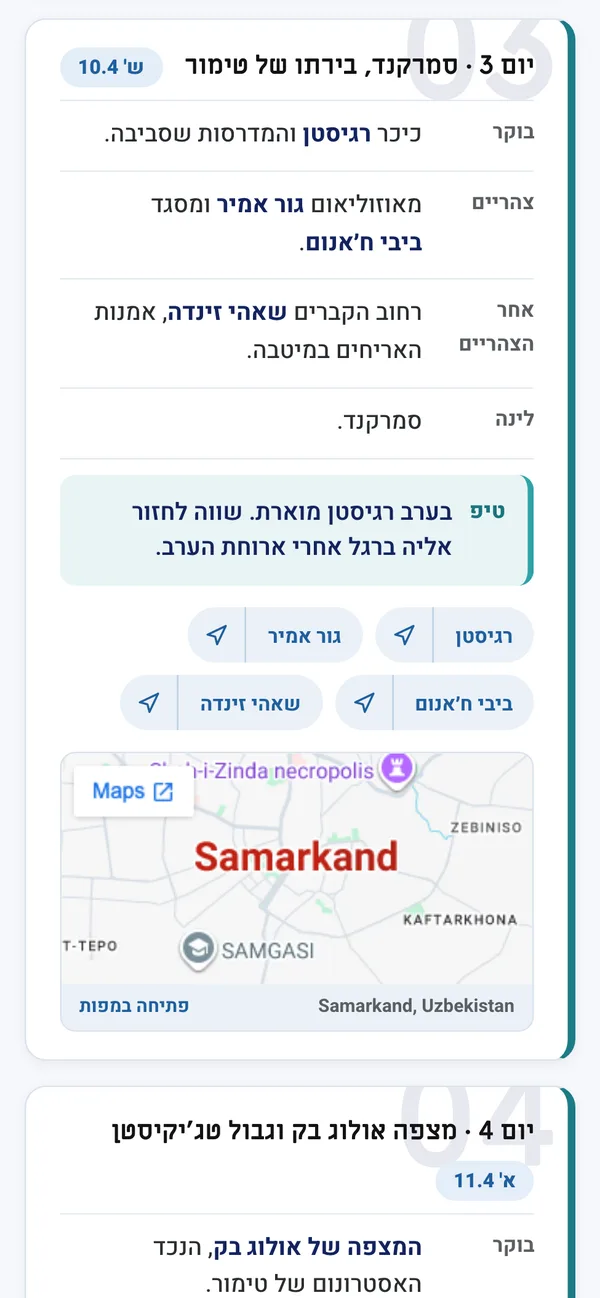 03
יום 3 · סמרקנד, בירתו של טימור
ש' 10.4
בוקר
כיכר רגיסטן והמדרסות שסביבה.
צהריים
מאוזוליאום גור אמיר ומסגד
ביבי ח׳אנום.
אחר
הצהריים
רחוב הקברים שאהי זינדה, אמנות
האריחים במיטבה.
לינה
סמרקנד.
טיפ
בערב רגיסטן מוארת. שווה לחזור
אליה ברגל אחרי ארוחת הערב.
רגיסטן
גור אמיר
ביבי ח׳אנום
שאהי זינדה
Maps
h-i-Zinda necropolis
ZEBINISO
Samarkand
KAFTARKHONA
T-TEPO
SAMGASI
Samarkand, Uzbekistan
פתיחה במפות
04
יום 4 · מצפה אולוג בק וגבול טג׳יקיסטן
א' 11.4
בוקר
המצפה של אולוג בק, הנכד
האסטרונום של טימור.